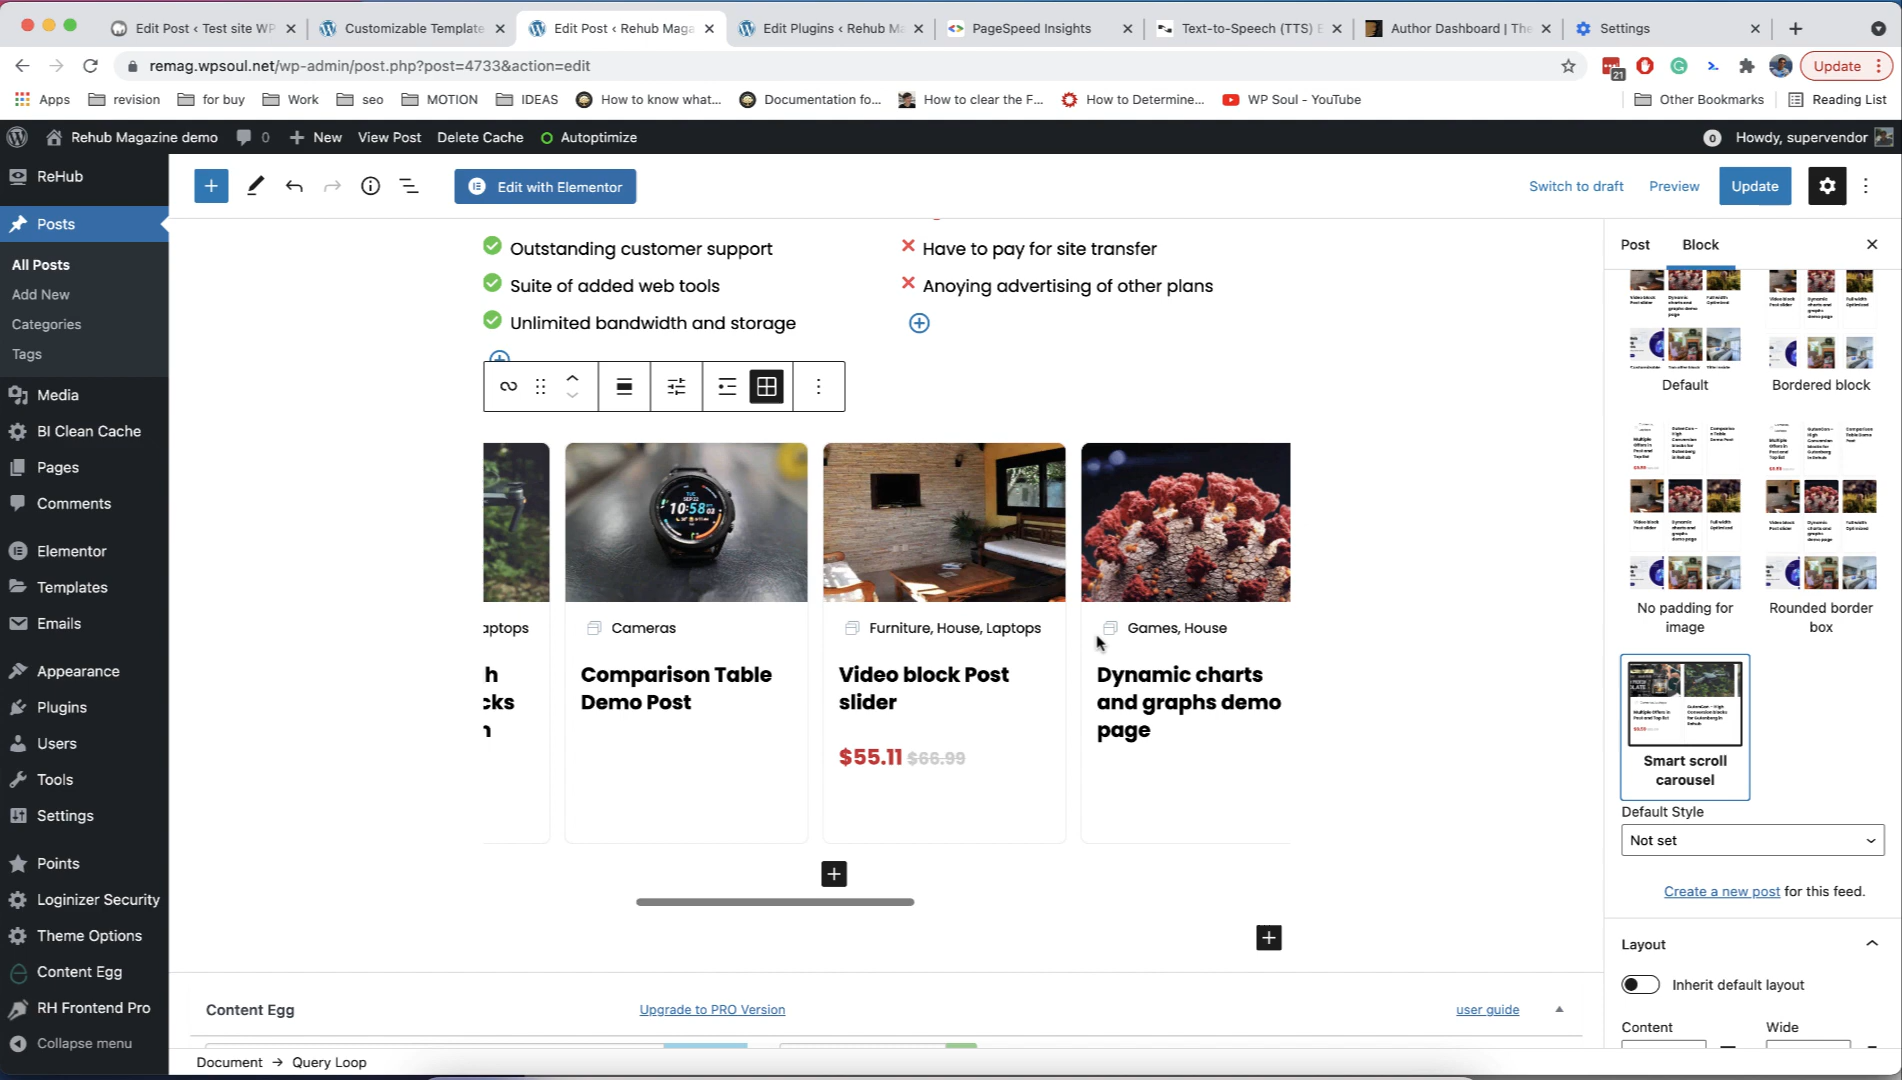 Edit Post ‹ Test site WP
Customizable Template
Edit Post ‹ Rehub Maga
Edit Plugins ‹ Rehub M
PageSpeed Insights
Text-to-Speech (TTS) E
Author Dashboard | The
Settings
remag.wpsoul.net/wp-admin/post.php?post=4733&action=edit
21
Update
Apps
revision
for buy
Work
seo
MOTION
IDEAS
How to know what...
Documentation fo...
How to clear the F...
How to Determine...
WP Soul - YouTube
Other Bookmarks
Reading List
Rehub Magazine demo
0
New
View Post
Delete Cache
Autoptimize
0
Howdy, supervendor
ReHub
Posts
All Posts
Add New
Categories
Tags
Media
BI Clean Cache
Pages
Comments
Elementor
Templates
Emails
Appearance
Plugins
Users
Tools
Settings
Points
Loginizer Security
Theme Options
Content Egg
RH Frontend Pro
Collapse menu
Edit with Elementor
Switch to draft
Preview
Update
Outstanding customer support
Suite of added web tools
Unlimited bandwidth and storage
Have to pay for site transfer
Anoying advertising of other plans
aptops
h
cks
n
10:58
Cameras
Comparison Table
Demo Post
Furniture, House, Laptops
Video block Post
slider
$55.11 $66.99
Games, House
Dynamic charts
and graphs demo
page
Content Egg
Upgrade to PRO Version
user guide
Document → Query Loop
Post
Block
Default
Bordered block
No padding for
image
Rounded border
box
Smart scroll
carousel
Default Style
Not set
Create a new post for this feed.
Layout
Inherit default layout
Content
Wide